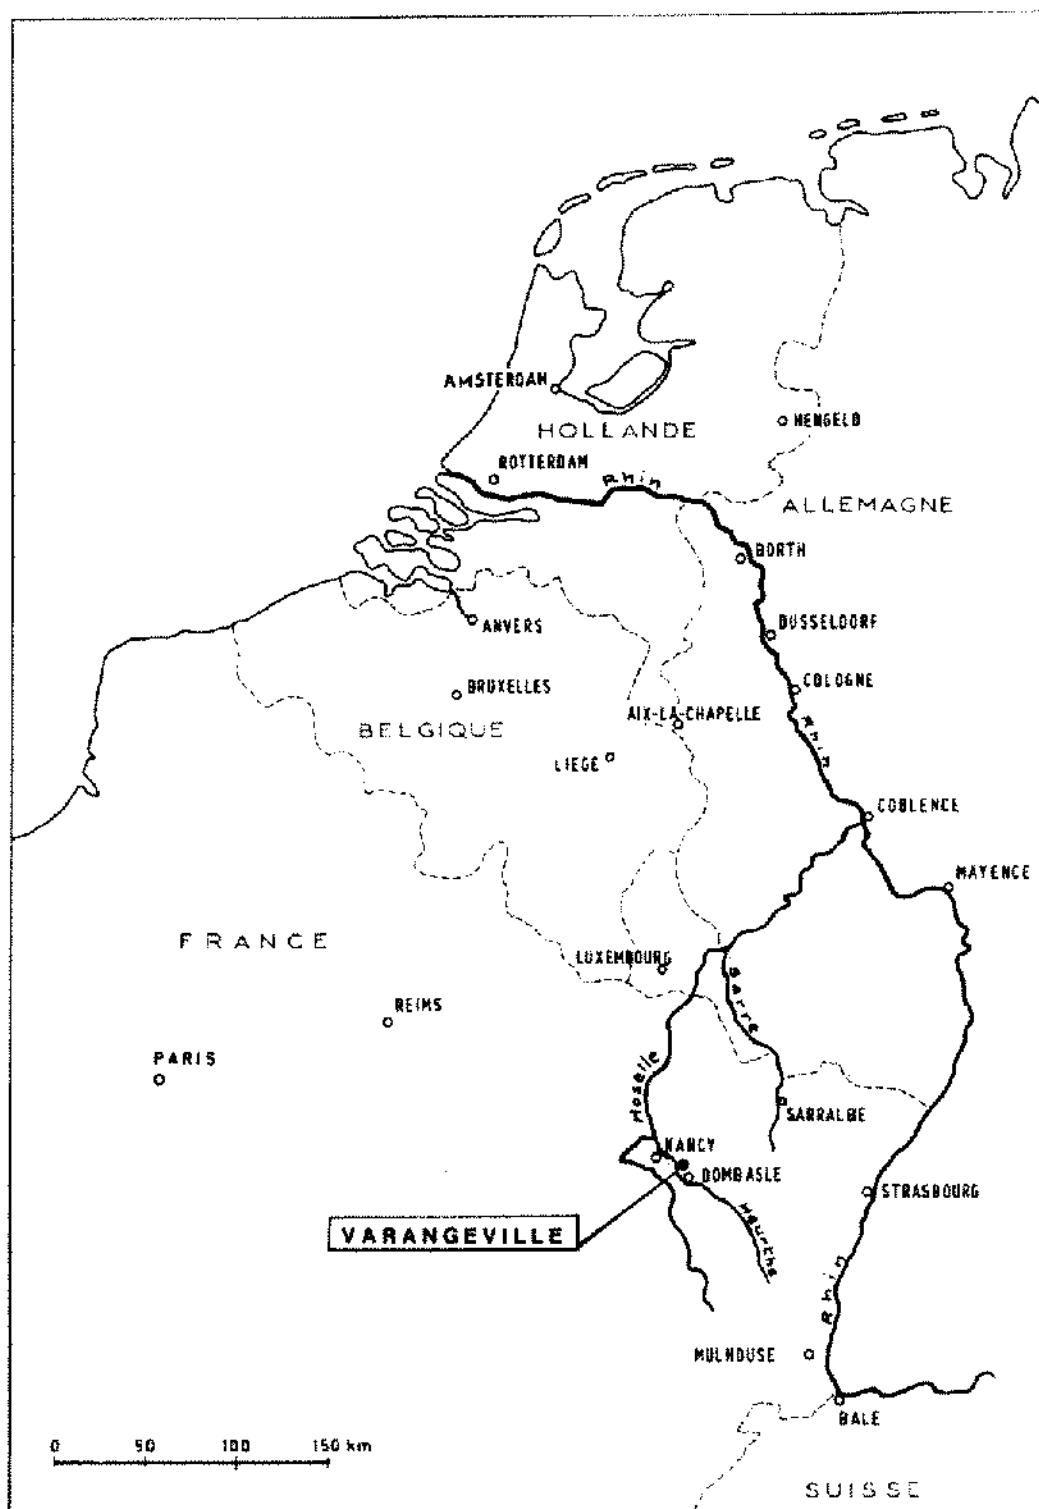 AMSTERDAM
HOLLANDE
HENGELD
ROTTERDAM
Rhin
ALLEMAGNE
BORTH
ANVERS
DUSSELDORF
BRUXELLES
COLOGNE
BELGIQUE
AIX-LA-CHAPELLE
Rhin
LIEGE
COBLENCE
MAYENCE
FRANCE
LUXEMBOURG
Sarre
REIMS
PARIS
Moselle
SARRALBE
NANCY
DOMBASLE
STRASBOURG
VARANGEVILLE
Meurthe
Rhin
MULHOUSE
BALE
0 50 100 150 km
SUISSE